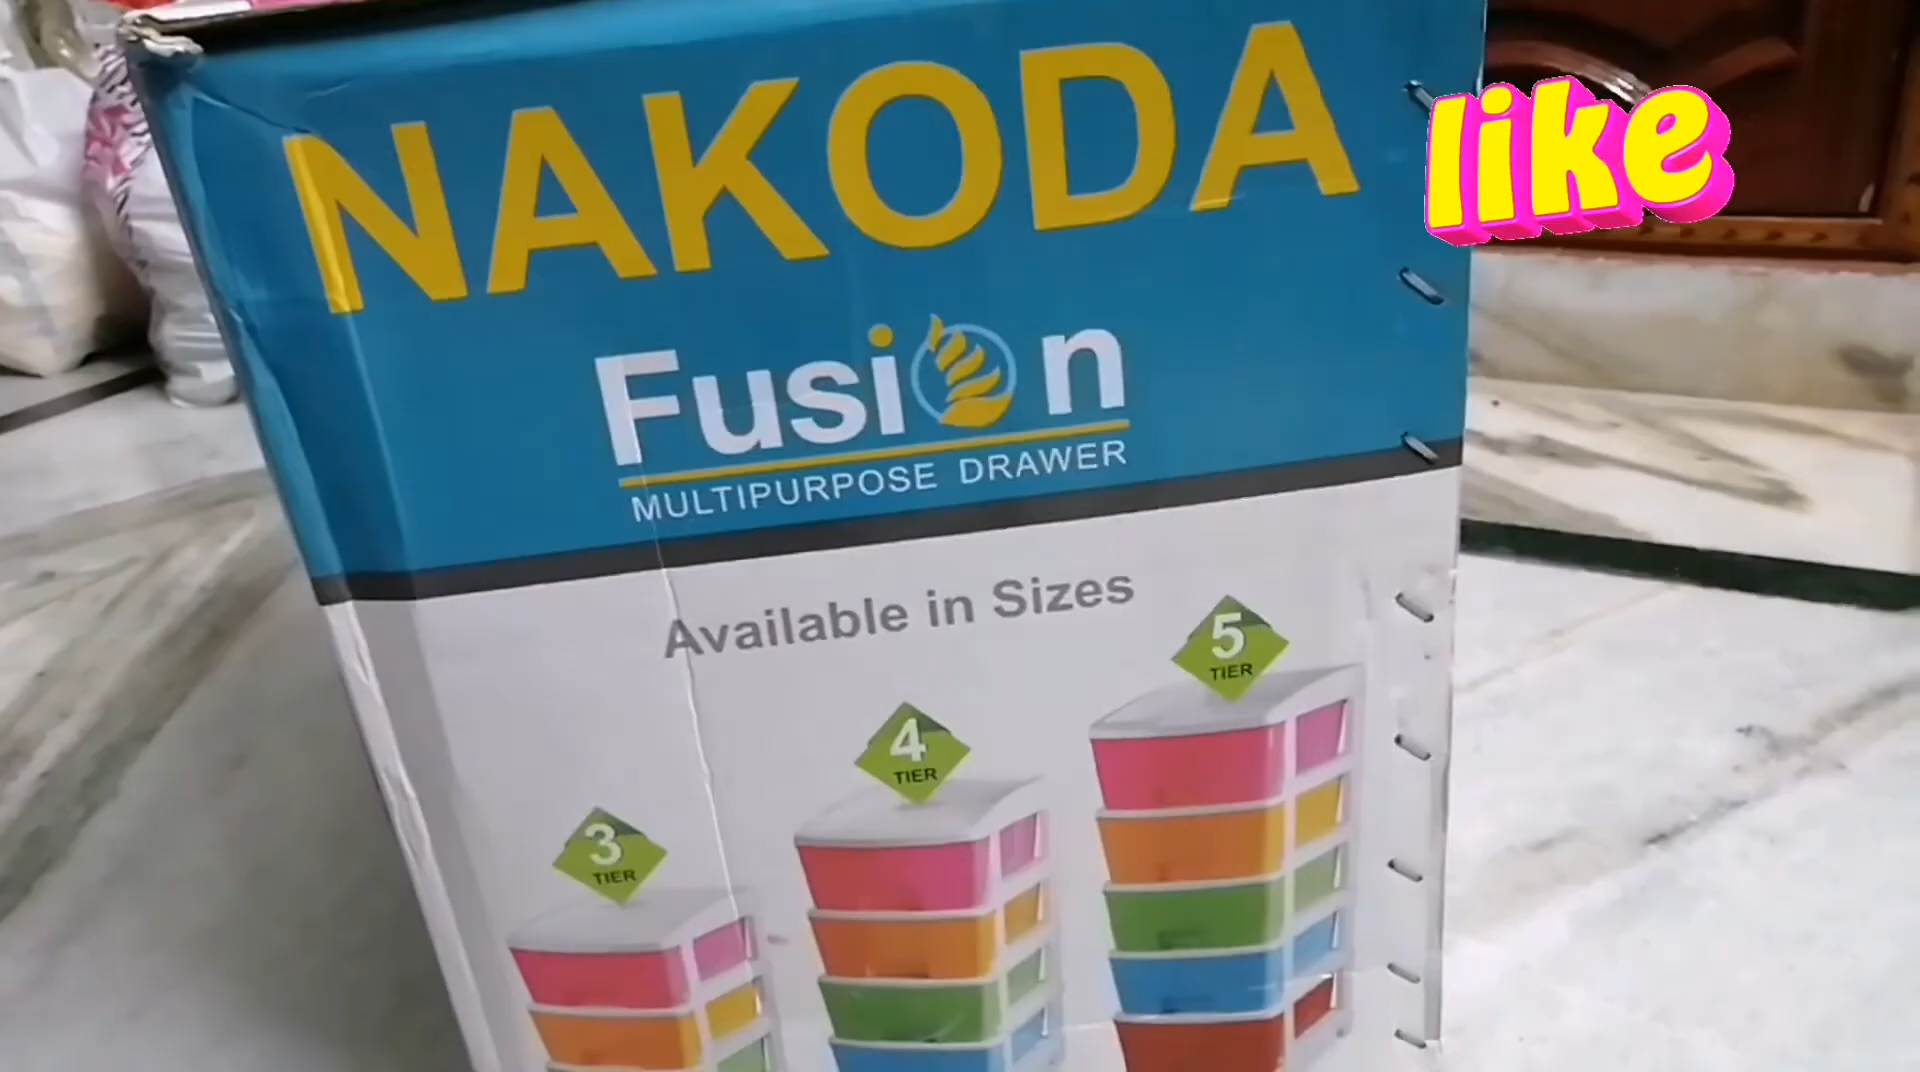 NAKODA
like
Fusion
MULTIPURPOSE DRAWER
Available in Sizes
5
TIER
4
TIER
3
TIER